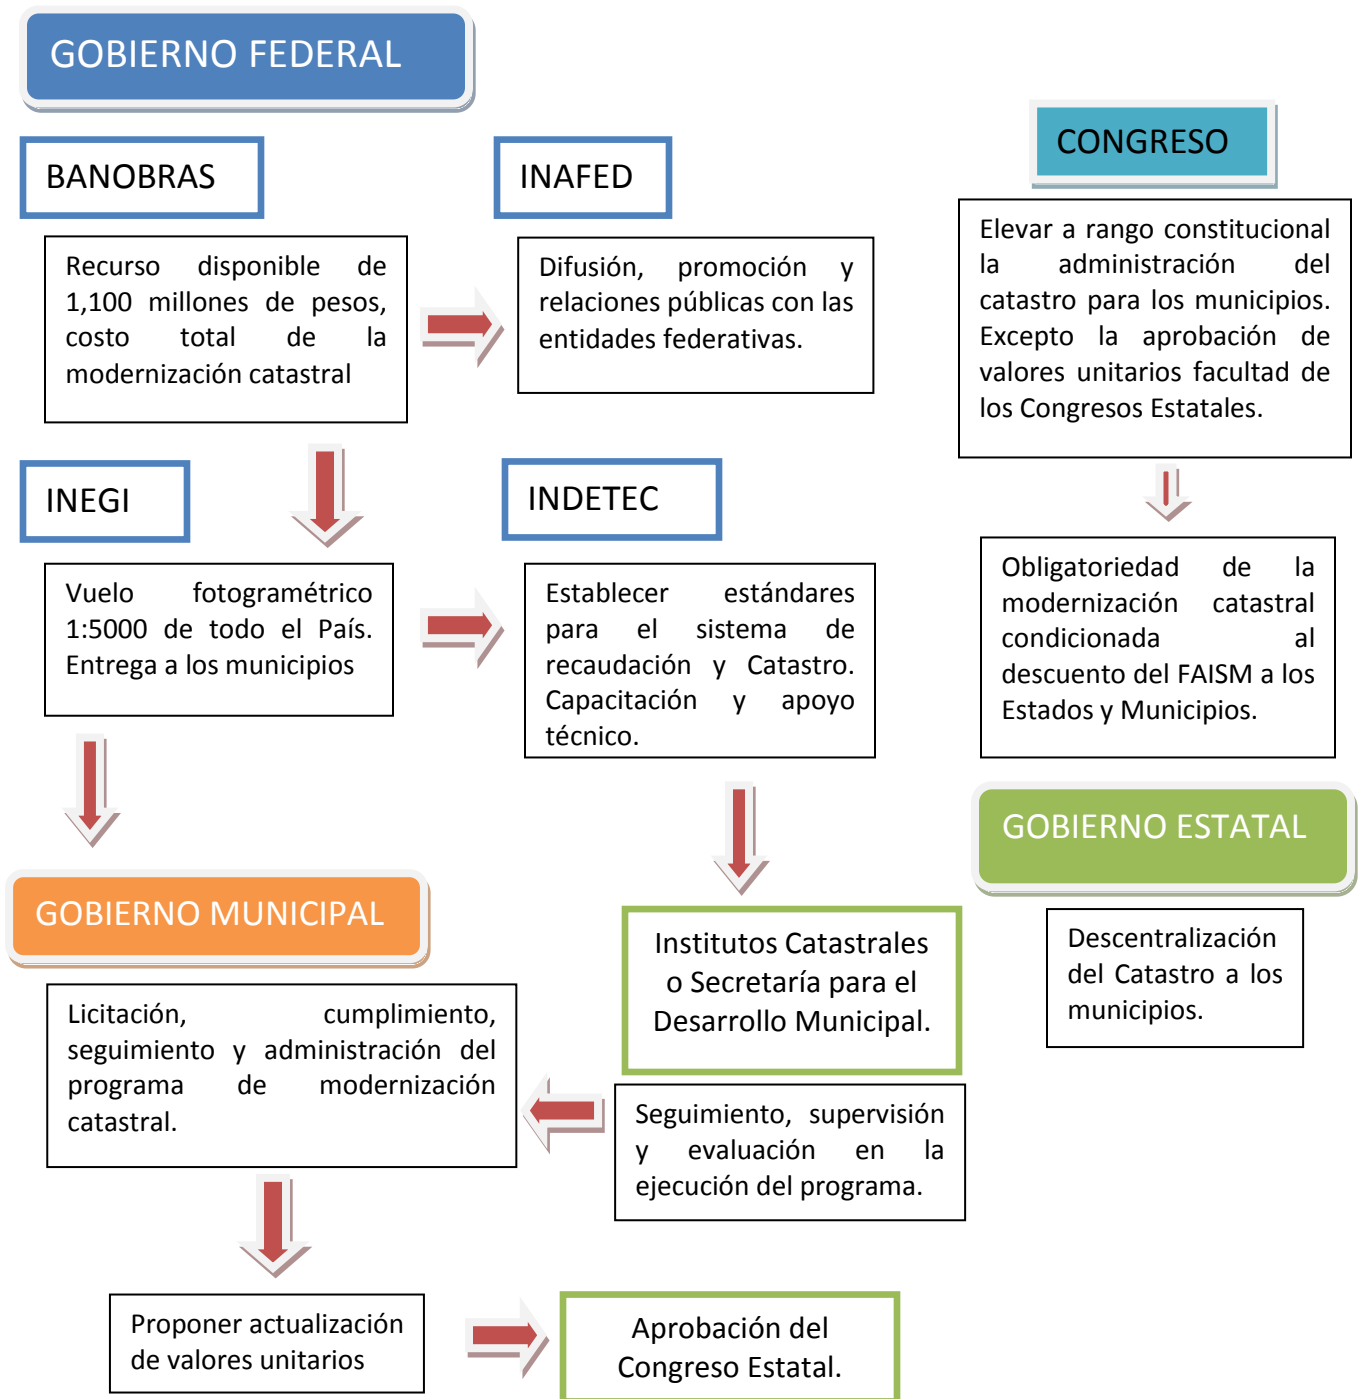 GOBIERNO FEDERAL
BANOBRAS
INAFED
CONGRESO
Recurso disponible de
1,100 millones de pesos,
costo total de la
modernización catastral
Difusión, promoción y
relaciones públicas con las
entidades federativas.
Elevar a rango constitucional
la administración del
catastro para los municipios.
Excepto la aprobación de
valores unitarios facultad de
los Congresos Estatales.
INEGI
INDETEC
Vuelo fotogramétrico
1:5000 de todo el País.
Entrega a los municipios
Establecer estándares
para el sistema de
recaudación y Catastro.
Capacitación y apoyo
técnico.
Obligatoriedad de la
modernización catastral
condicionada al
descuento del FAISM a los
Estados y Municipios.
GOBIERNO ESTATAL
GOBIERNO MUNICIPAL
Institutos Catastrales
o Secretaría para el
Desarrollo Municipal.
Descentralización
del Catastro a los
municipios.
Licitación, cumplimiento,
seguimiento y administración del
programa de modernización
catastral.
Seguimiento, supervisión
y evaluación en la
ejecución del programa.
Proponer actualización
de valores unitarios
Aprobación del
Congreso Estatal.